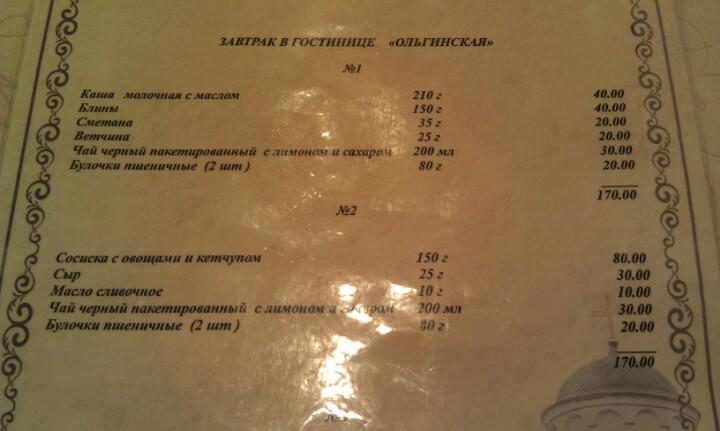 ЗАВТРАК В ГОСТИНИЦЕ «ОЛЬГИНСКАЯ»
№1
Каша молочная с маслом 210 г 40.00
Блины 150 г 40.00
Сметана 35 г 20.00
Ветчина 25 г 20.00
Чай черный пакетированный с лимоном и сахаром 200 мл 30.00
Булочки пшеничные (2 шт) 80 г 20.00
170.00
№2
Сосиска с овощами и кетчупом 150 г 80.00
Сыр 25 г 30.00
Масло сливочное 10 г 10.00
Чай черный пакетированный с лимоном и сахаром 200 мл 30.00
Булочки пшеничные (2 шт) 80 г 20.00
170.00